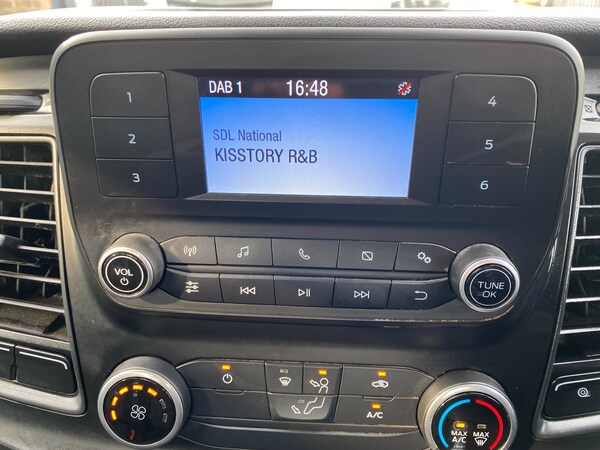 DAB 1 16:48
SDL National
KISSTORY R&B
1
2
3
4
5
6
VOL
TUNE
OK
A/C
MAX
A/C
MAX